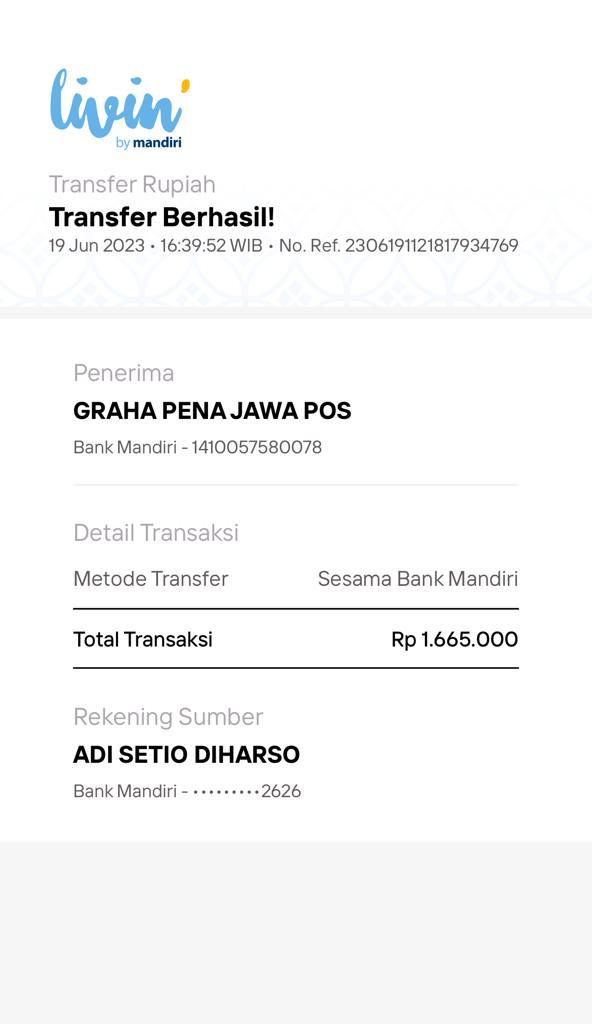 livin'
by mandiri
Transfer Rupiah
Transfer Berhasil!
19 Jun 2023 • 16:39:52 WIB • No. Ref. 2306191121817934769
Penerima
GRAHA PENA JAWA POS
Bank Mandiri - 1410057580078
Detail Transaksi
Metode Transfer Sesama Bank Mandiri
Total Transaksi Rp 1.665.000
Rekening Sumber
ADI SETIO DIHARSO
Bank Mandiri - •••••••••2626